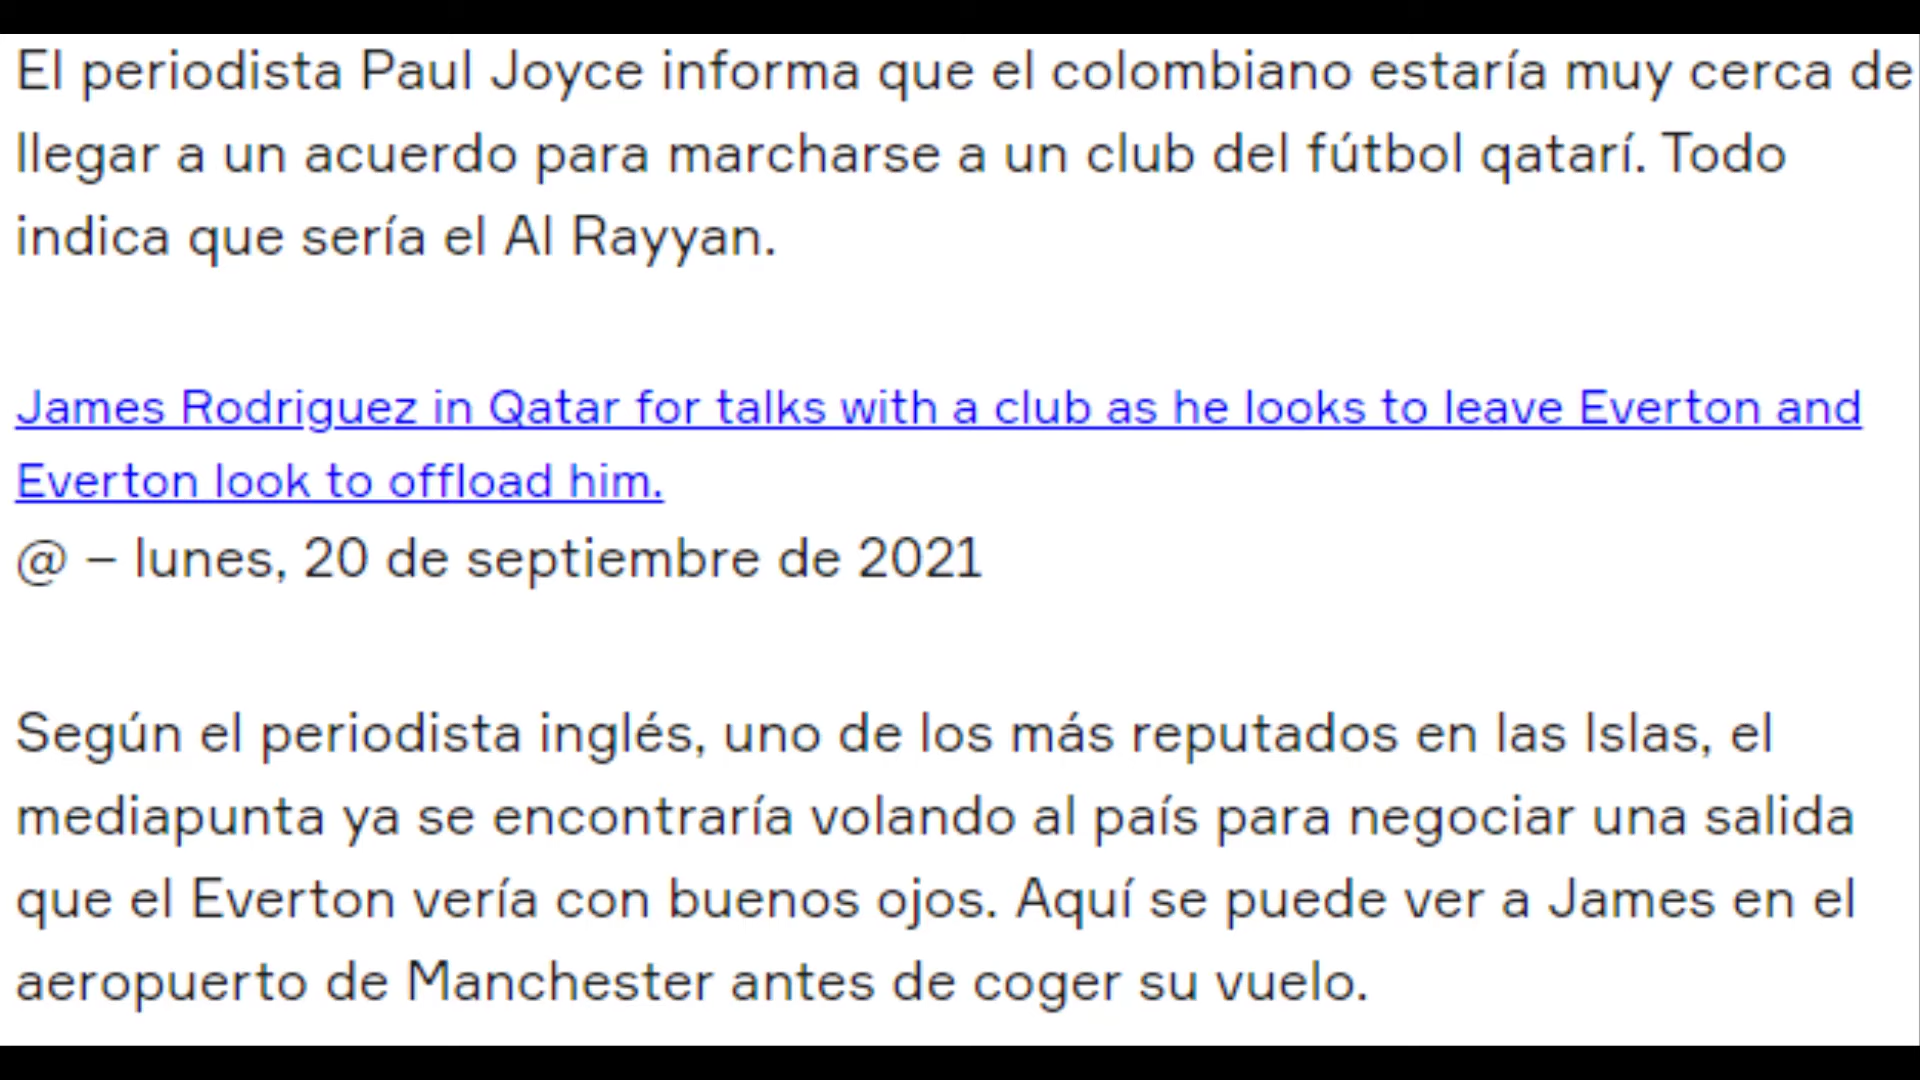 El periodista Paul Joyce informa que el colombiano estaría muy cerca de
llegar a un acuerdo para marcharse a un club del fútbol qatarí. Todo
indica que sería el Al Rayyan.
James Rodriguez in Qatar for talks with a club as he looks to leave Everton and
Everton look to offload him.
@ – lunes, 20 de septiembre de 2021
Según el periodista inglés, uno de los más reputados en las Islas, el
mediapunta ya se encontraría volando al país para negociar una salida
que el Everton vería con buenos ojos. Aquí se puede ver a James en el
aeropuerto de Manchester antes de coger su vuelo.